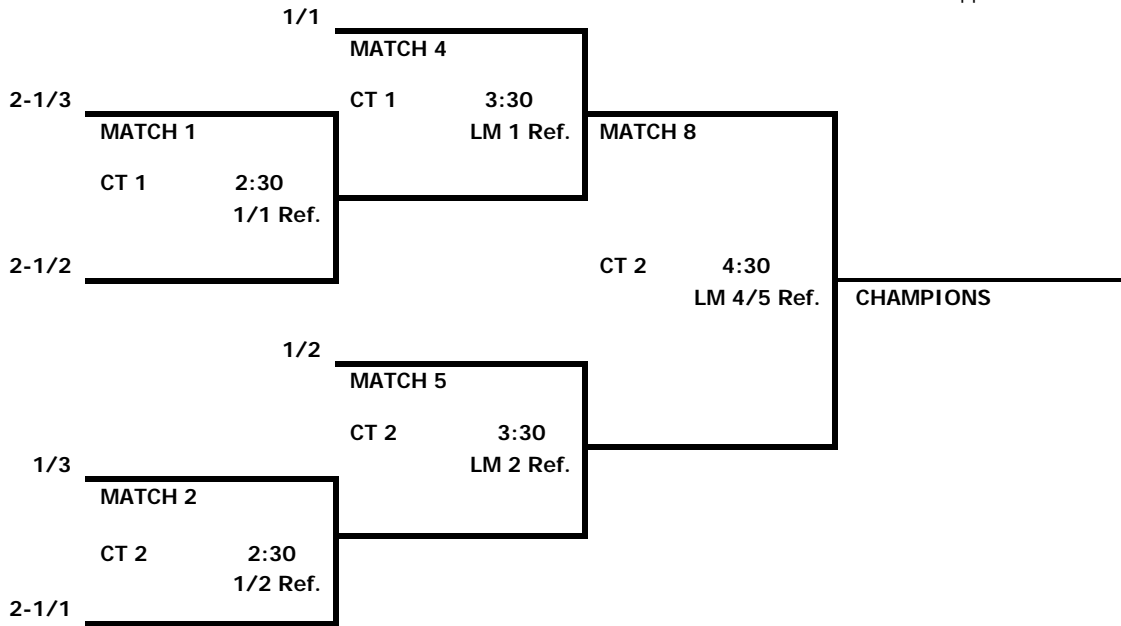 1/1
MATCH 4
2-1/3
CT 1 3:30
MATCH 1
LM 1 Ref.
MATCH 8
CT 1 2:30
1/1 Ref.
2-1/2
CT 2 4:30
LM 4/5 Ref.
CHAMPIONS
1/2
MATCH 5
CT 2 3:30
1/3
LM 2 Ref.
MATCH 2
CT 2 2:30
1/2 Ref.
2-1/1